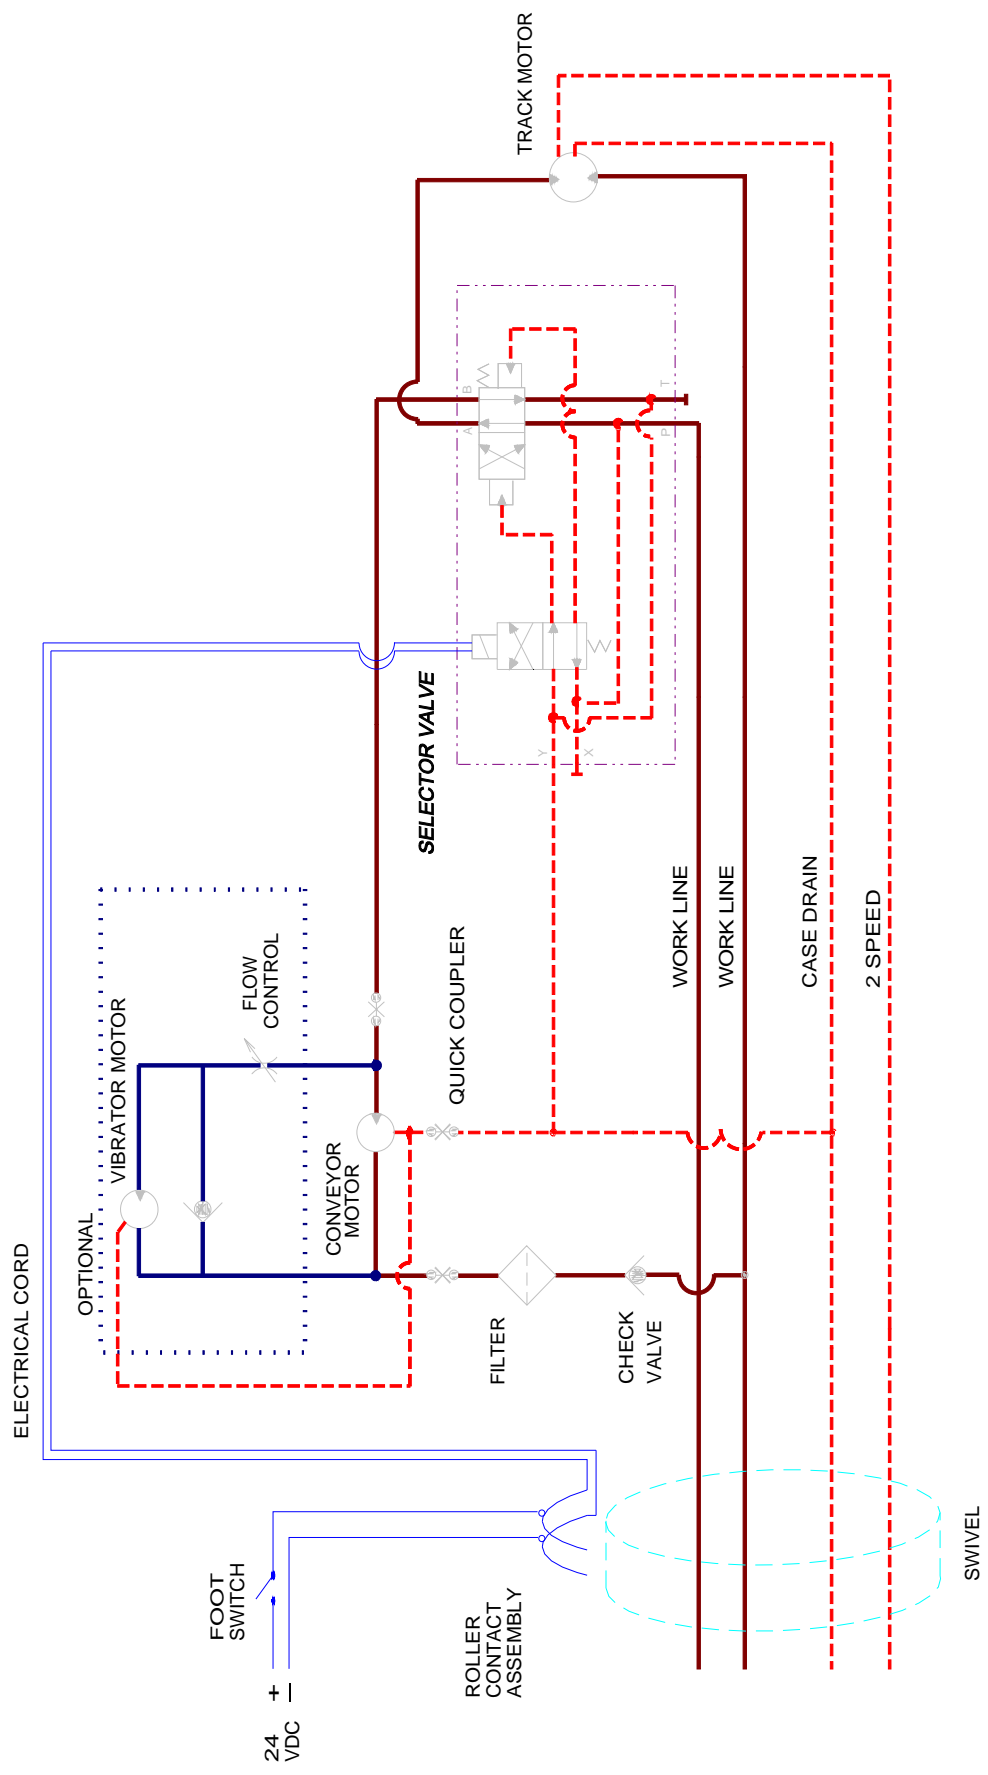 TRACK MOTOR
B
A
T
P
SELECTOR VALVE
Y
X
WORK LINE
WORK LINE
CASE DRAIN
2 SPEED
FLOW
CONTROL
VIBRATOR MOTOR
QUICK COUPLER
CONVEYOR
MOTOR
OPTIONAL
ELECTRICAL CORD
FILTER
CHECK
VALVE
SWIVEL
FOOT
SWITCH
ROLLER
CONTACT
ASSEMBLY
+
–
24
VDC